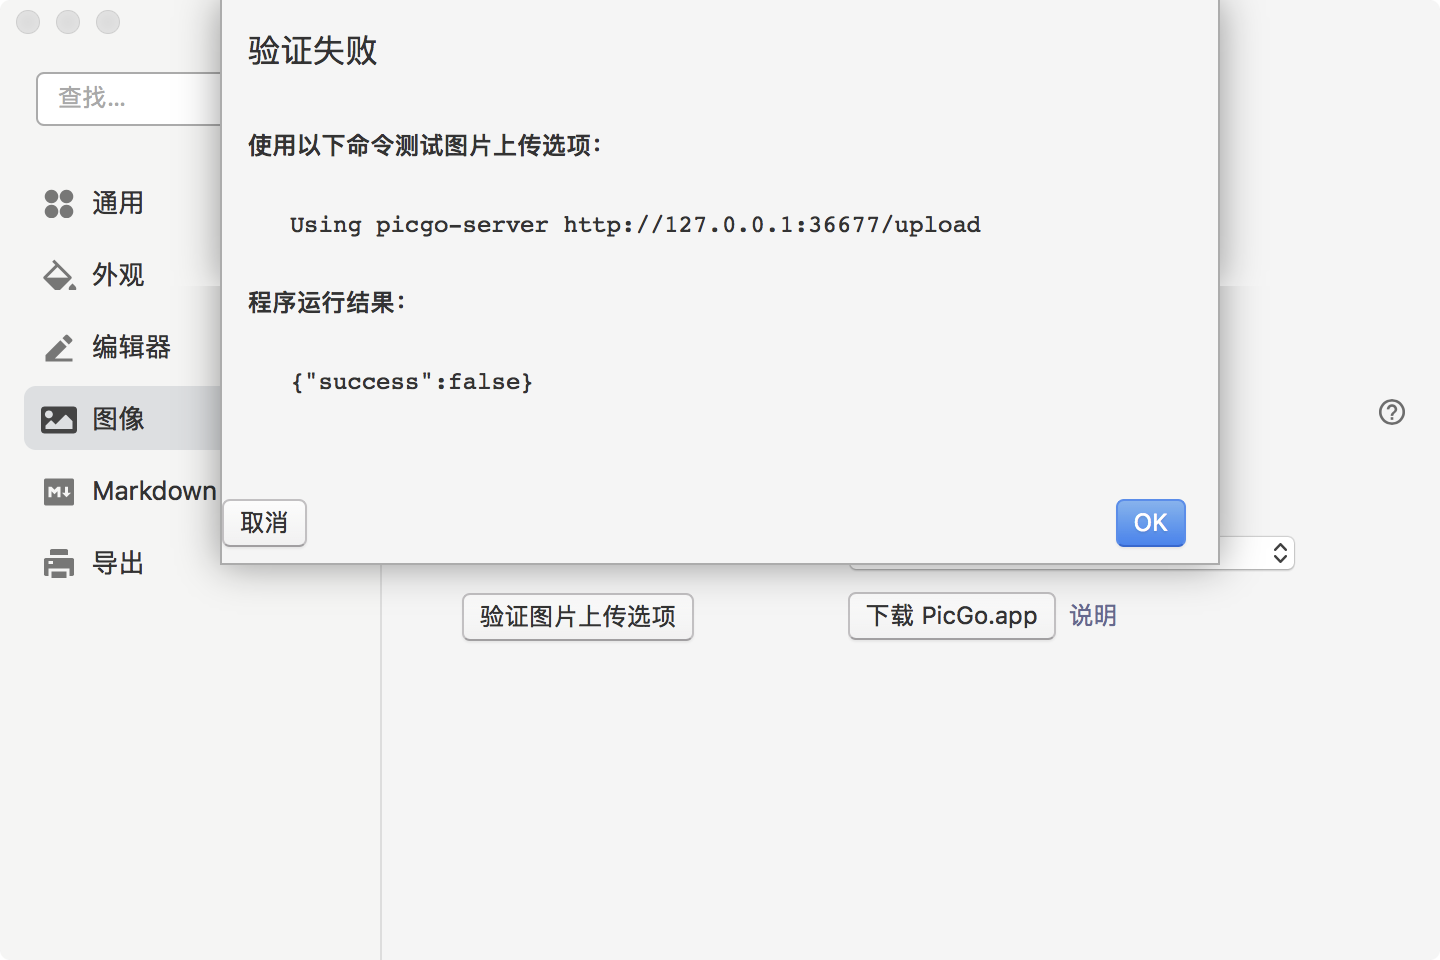 验证失败
使用以下命令测试图片上传选项：
Using picgo-server http://127.0.0.1:36677/upload
程序运行结果：
{"success":false}
取消
OK
查找...
通用
外观
编辑器
图像
Markdown
导出
验证图片上传选项
下载 PicGo.app
说明